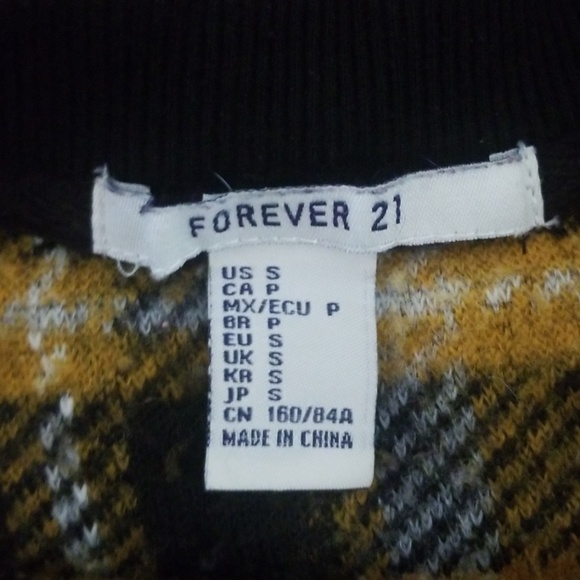 FOREVER 21
US S
CA P
MX/ECU P
BR P
EU S
UK S
KR S
JP S
CN 160/84A
MADE IN CHINA